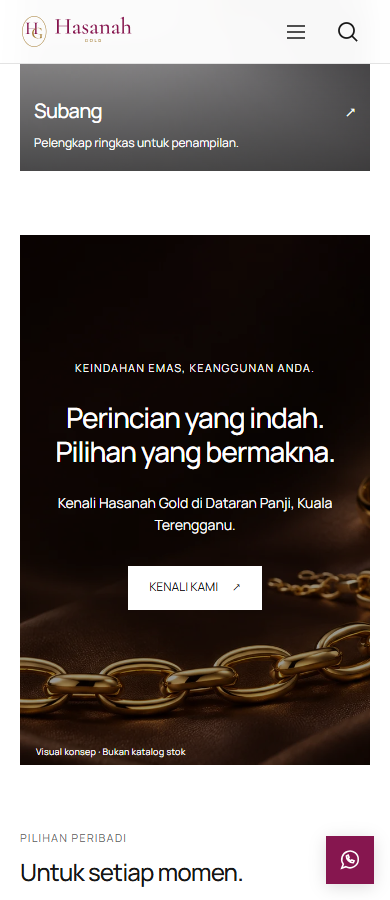 HG Hasanah
GOLD
Subang
Pelengkap ringkas untuk penampilan.
KEINDAHAN EMAS, KEANGGUNAN ANDA.
Perincian yang indah.
Pilihan yang bermakna.
Kenali Hasanah Gold di Dataran Panji, Kuala
Terengganu.
KENALI KAMI ↗
Visual konsep · Bukan katalog stok
PILIHAN PERIBADI
Untuk setiap momen.